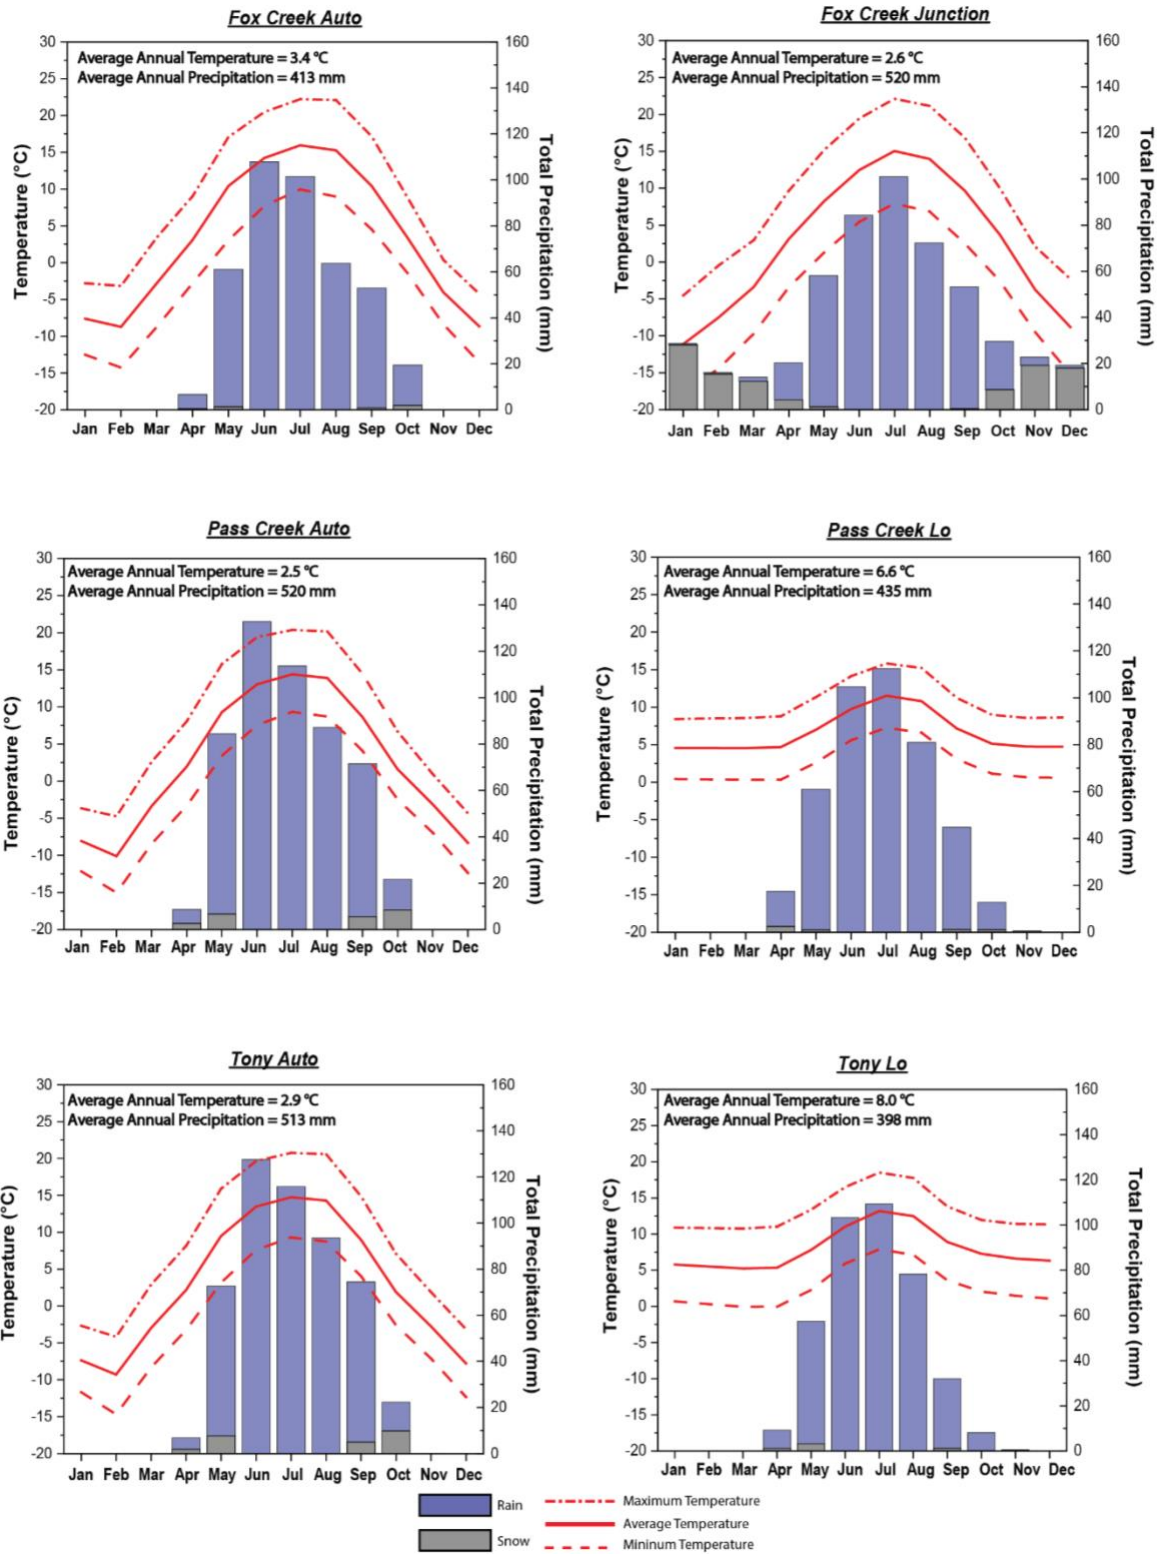 Fox Creek Auto
Average Annual Temperature = 3.4 °C
Average Annual Precipitation = 413 mm
Temperature (°C)
30
25
20
15
10
5
0
-5
-10
-15
-20
160
140
120
100
80
60
40
20
0
Total Precipitation (mm)
Jan Feb Mar Apr May Jun Jul Aug Sep Oct Nov Dec
Fox Creek Junction
Average Annual Temperature = 2.6 °C
Average Annual Precipitation = 520 mm
Temperature (°C)
30
25
20
15
10
5
0
-5
-10
-15
-20
160
140
120
100
80
60
40
20
0
Total Precipitation (mm)
Jan Feb Mar Apr May Jun Jul Aug Sep Oct Nov Dec
Pass Creek Auto
Average Annual Temperature = 2.5 °C
Average Annual Precipitation = 520 mm
Temperature (°C)
30
25
20
15
10
5
0
-5
-10
-15
-20
160
140
120
100
80
60
40
20
0
Total Precipitation (mm)
Jan Feb Mar Apr May Jun Jul Aug Sep Oct Nov Dec
Pass Creek Lo
Average Annual Temperature = 6.6 °C
Average Annual Precipitation = 435 mm
Temperature (°C)
30
25
20
15
10
5
0
-5
-10
-15
-20
160
140
120
100
80
60
40
20
0
Total Precipitation (mm)
Jan Feb Mar Apr May Jun Jul Aug Sep Oct Nov Dec
Tony Auto
Average Annual Temperature = 2.9 °C
Average Annual Precipitation = 513 mm
Temperature (°C)
30
25
20
15
10
5
0
-5
-10
-15
-20
160
140
120
100
80
60
40
20
0
Total Precipitation (mm)
Jan Feb Mar Apr May Jun Jul Aug Sep Oct Nov Dec
Tony Lo
Average Annual Temperature = 8.0 °C
Average Annual Precipitation = 398 mm
Temperature (°C)
30
25
20
15
10
5
0
-5
-10
-15
-20
160
140
120
100
80
60
40
20
0
Total Precipitation (mm)
Jan Feb Mar Apr May Jun Jul Aug Sep Oct Nov Dec
Rain
Snow
Maximum Temperature
Average Temperature
Mininum Temperature